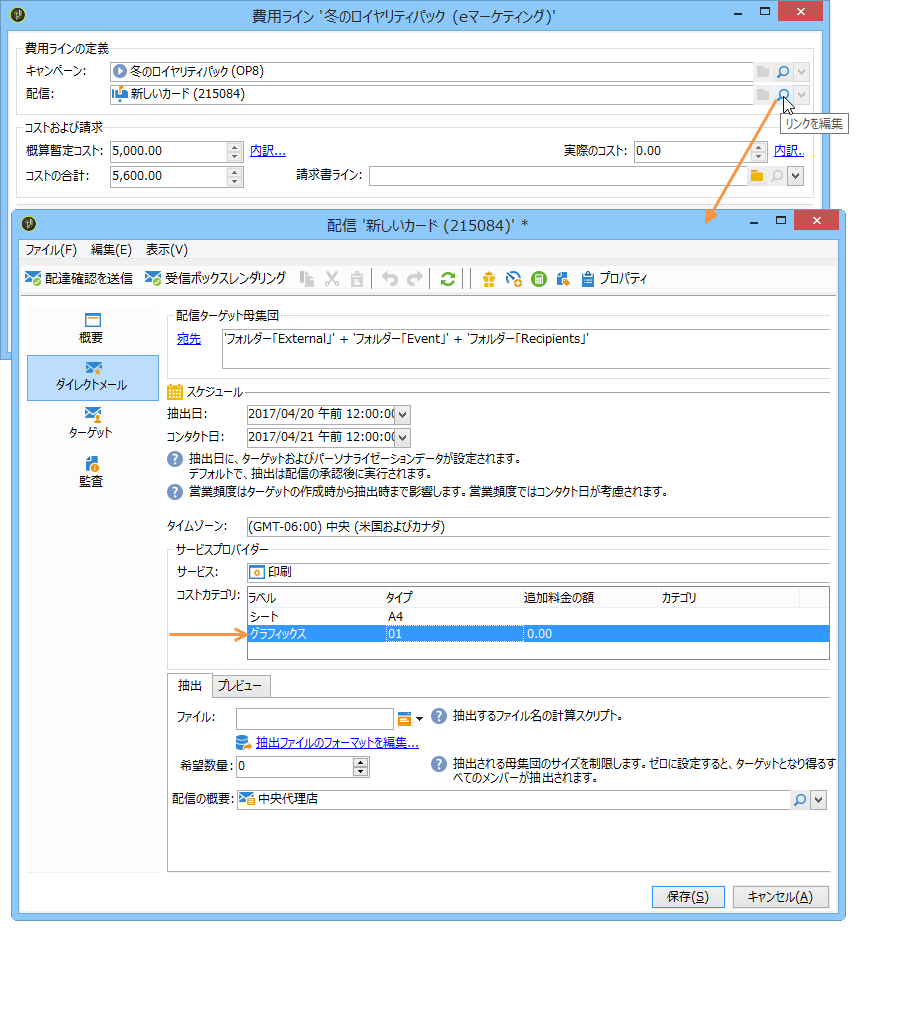 費用ライン '冬のロイヤリティパック (eマーケティング)'
費用ラインの定義
キャンペーン: 冬のロイヤリティパック (OP8)
配信: 新しいカード (215084)
リンクを編集
コストおよび請求
概算暫定コスト: 5,000.00 内訳... 実際のコスト: 0.00 内訳..
コストの合計: 5,600.00 請求書ライン:
配信 '新しいカード (215084)' *
ファイル(F) 編集(E) 表示(V)
配達確認を送信 受信ボックスレンダリング プロパティ
概要
ダイレクトメール
ターゲット
監査
配信ターゲット母集団
宛先 'フォルダー「External」' + 'フォルダー「Event」' + 'フォルダー「Recipients」'
スケジュール
抽出日: 2017/04/20 午前 12:00:00
コンタクト日: 2017/04/21 午前 12:00:00
抽出日に、ターゲットおよびパーソナライゼーションデータが設定されます。
デフォルトで、抽出は配信の承認後に実行されます。
営業頻度はターゲットの作成時から抽出時まで影響します。営業頻度ではコンタクト日が考慮されます。
タイムゾーン: (GMT-06:00) 中央 (米国およびカナダ)
サービスプロバイダー
サービス: 印刷
コストカテゴリ: ラベル タイプ 追加料金の額 カテゴリ
シート A4
グラフィックス 01 0.00
抽出 プレビュー
ファイル: 抽出するファイル名の計算スクリプト。
抽出ファイルのフォーマットを編集...
希望数量: 0 抽出される母集団のサイズを制限します。ゼロに設定すると、ターゲットとなり得るす
べてのメンバーが抽出されます。
配信の概要: 中央代理店
保存(S) キャンセル(A)